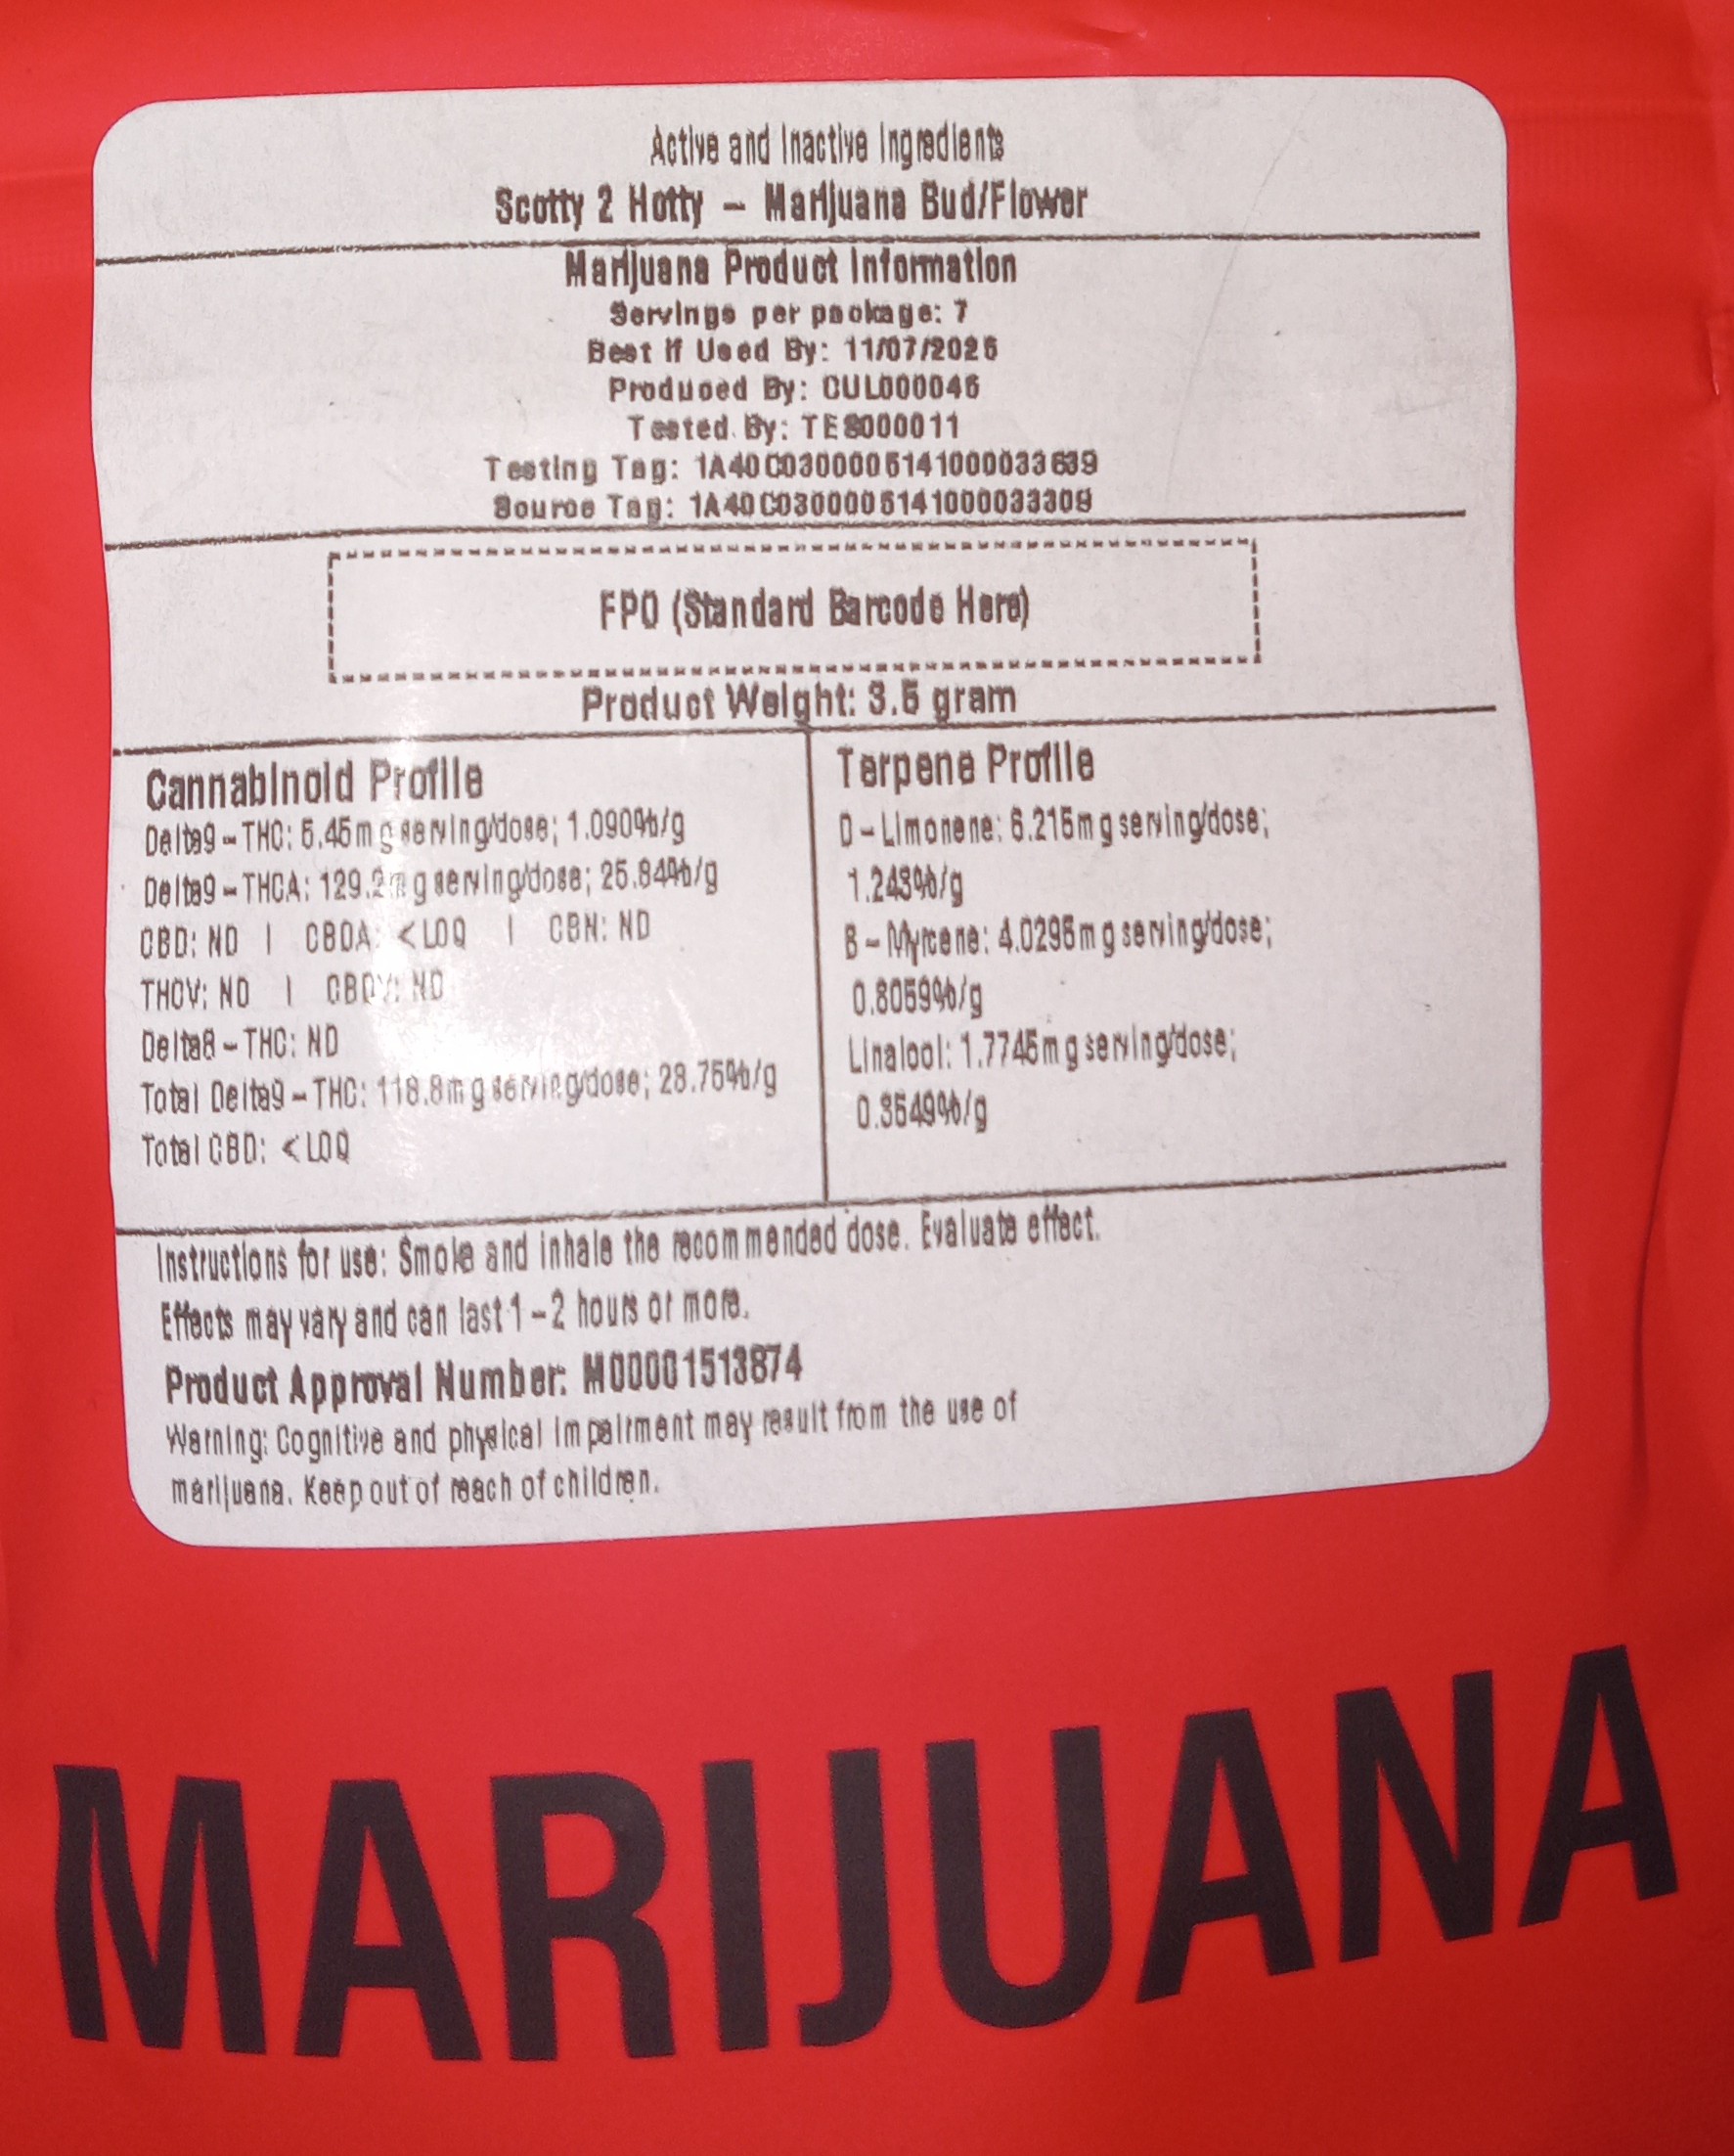 Active and Inactive Ingredients
Scotty 2 Hotty – Marijuana Bud/Flower
Marijuana Product Information
Servings per package: 7
Best If Used By:
Produced By: CUL000046
Tested By: TES000011
Testing Tag:
Source Tag:
FPO (Standard Barcode Here)
Product Weight: 3.5 gram
Cannabinoid Profile
Delta9 – THC: 5.45mg serving/dose; 1.090%/g
Delta9 – THCA: 129.2mg serving/dose; 25.84%/g
CBD: ND | CBDA: <LOQ | CBN: ND
THCV: ND | CBDV: ND
Delta8 – THC: ND
Total Delta9 – THC: 118.8mg serving/dose; 23.75%/g
Total CBD: <LOQ
Terpene Profile
D – Limonene: 6.215mg serving/dose;
1.243%/g
B – Myrcene: 4.0295mg serving/dose;
0.8059%/g
Linalool: 1.7745mg serving/dose;
0.3549%/g
Instructions for use: Smoke and inhale the recommended dose. Evaluate effect.
Effects may vary and can last 1 – 2 hours or more.
Product Approval Number: M00001513874
Warning: Cognitive and physical impairment may result from the use of
marijuana. Keep out of reach of children.
MARIJUANA